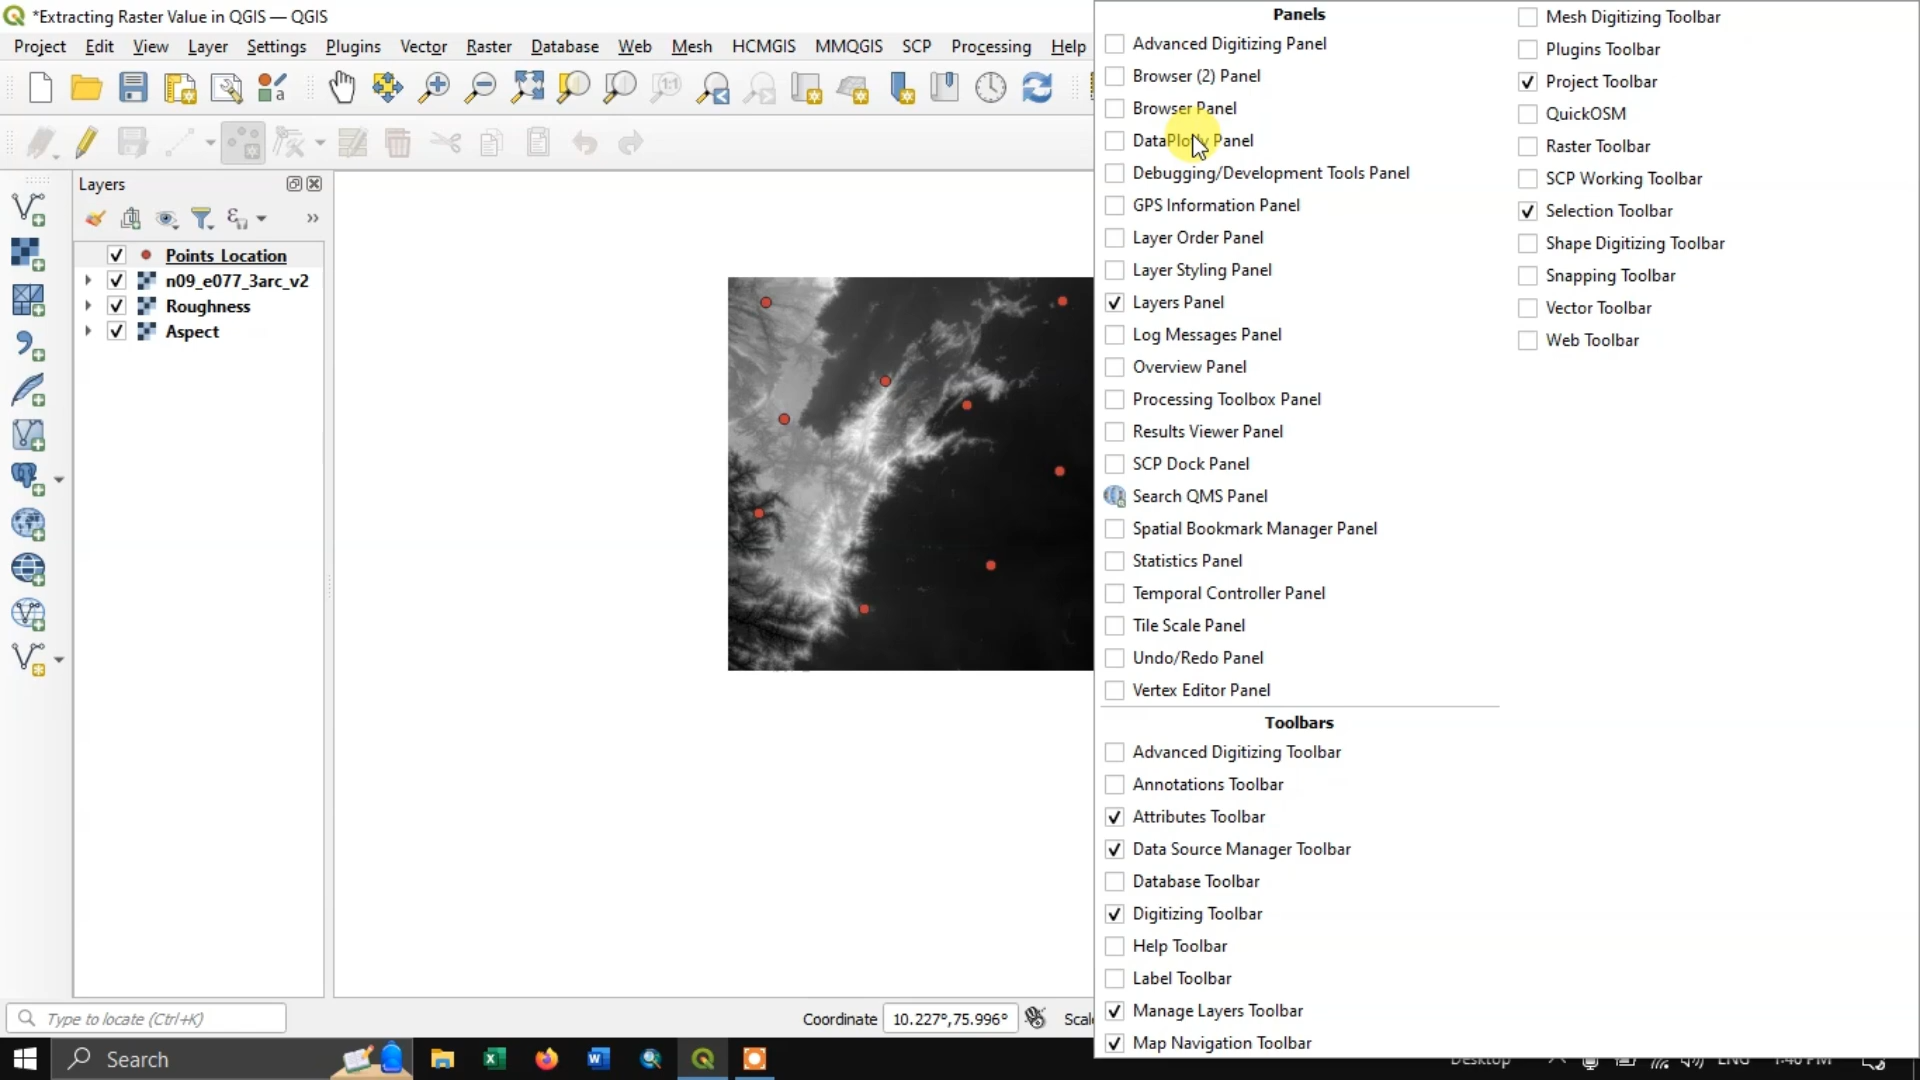 *Extracting Raster Value in QGIS — QGIS
Project Edit View Layer Settings Plugins Vector Raster Database Web Mesh HCMGIS MMQGIS SCP Processing Help
Layers
Points Location
n09_e077_3arc_v2
Roughness
Aspect
Panels
Advanced Digitizing Panel
Browser (2) Panel
Browser Panel
DataPlotly Panel
Debugging/Development Tools Panel
GPS Information Panel
Layer Order Panel
Layer Styling Panel
Layers Panel
Log Messages Panel
Overview Panel
Processing Toolbox Panel
Results Viewer Panel
SCP Dock Panel
Search QMS Panel
Spatial Bookmark Manager Panel
Statistics Panel
Temporal Controller Panel
Tile Scale Panel
Undo/Redo Panel
Vertex Editor Panel
Toolbars
Advanced Digitizing Toolbar
Annotations Toolbar
Attributes Toolbar
Data Source Manager Toolbar
Database Toolbar
Digitizing Toolbar
Help Toolbar
Label Toolbar
Manage Layers Toolbar
Map Navigation Toolbar
Mesh Digitizing Toolbar
Plugins Toolbar
Project Toolbar
QuickOSM
Raster Toolbar
SCP Working Toolbar
Selection Toolbar
Shape Digitizing Toolbar
Snapping Toolbar
Vector Toolbar
Web Toolbar
Type to locate (Ctrl+K)
Coordinate 10.227°,75.996° Scal
Search
Desktop ENG 1:40 PM